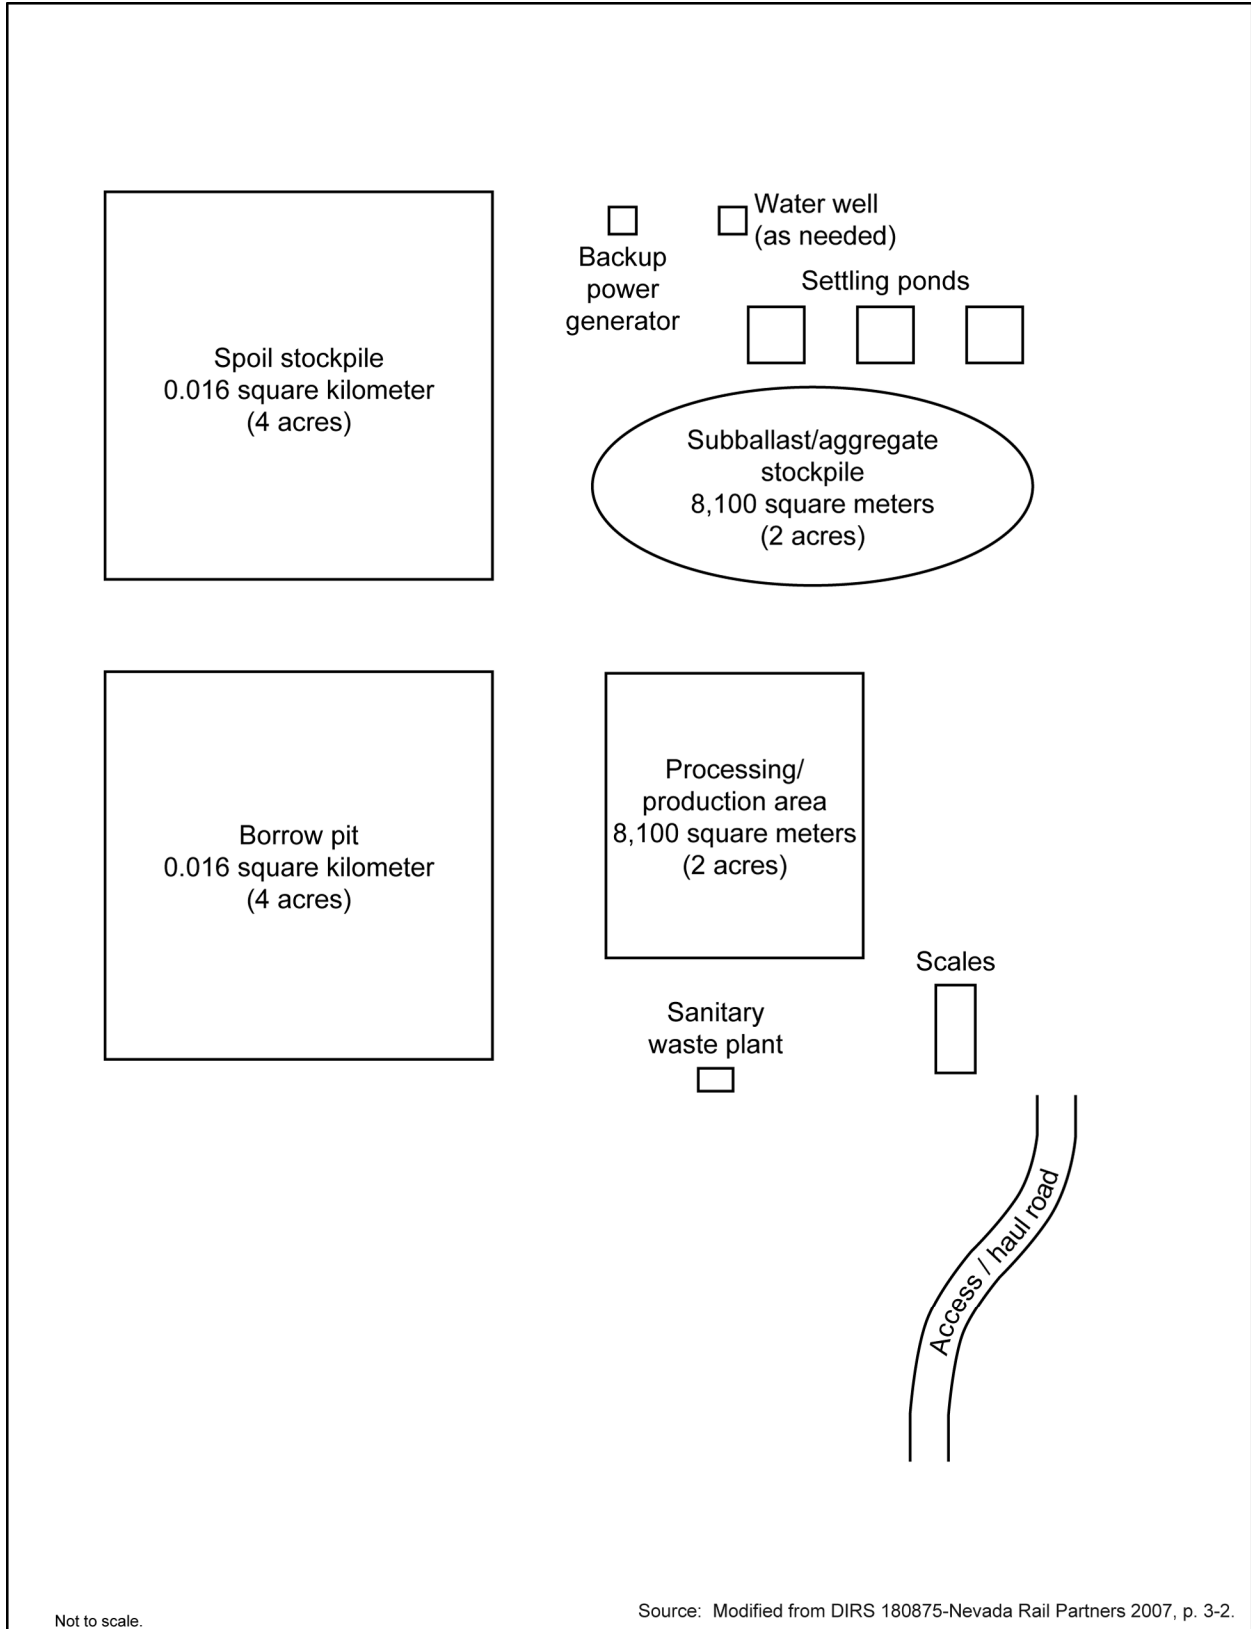 Spoil stockpile
0.016 square kilometer
(4 acres)
Backup
power
generator
Water well
(as needed)
Settling ponds
Subballast/aggregate
stockpile
8,100 square meters
(2 acres)
Borrow pit
0.016 square kilometer
(4 acres)
Processing/
production area
8,100 square meters
(2 acres)
Scales
Sanitary
waste plant
Access / haul road
Not to scale.
Source:  Modified from DIRS 180875-Nevada Rail Partners 2007, p. 3-2.